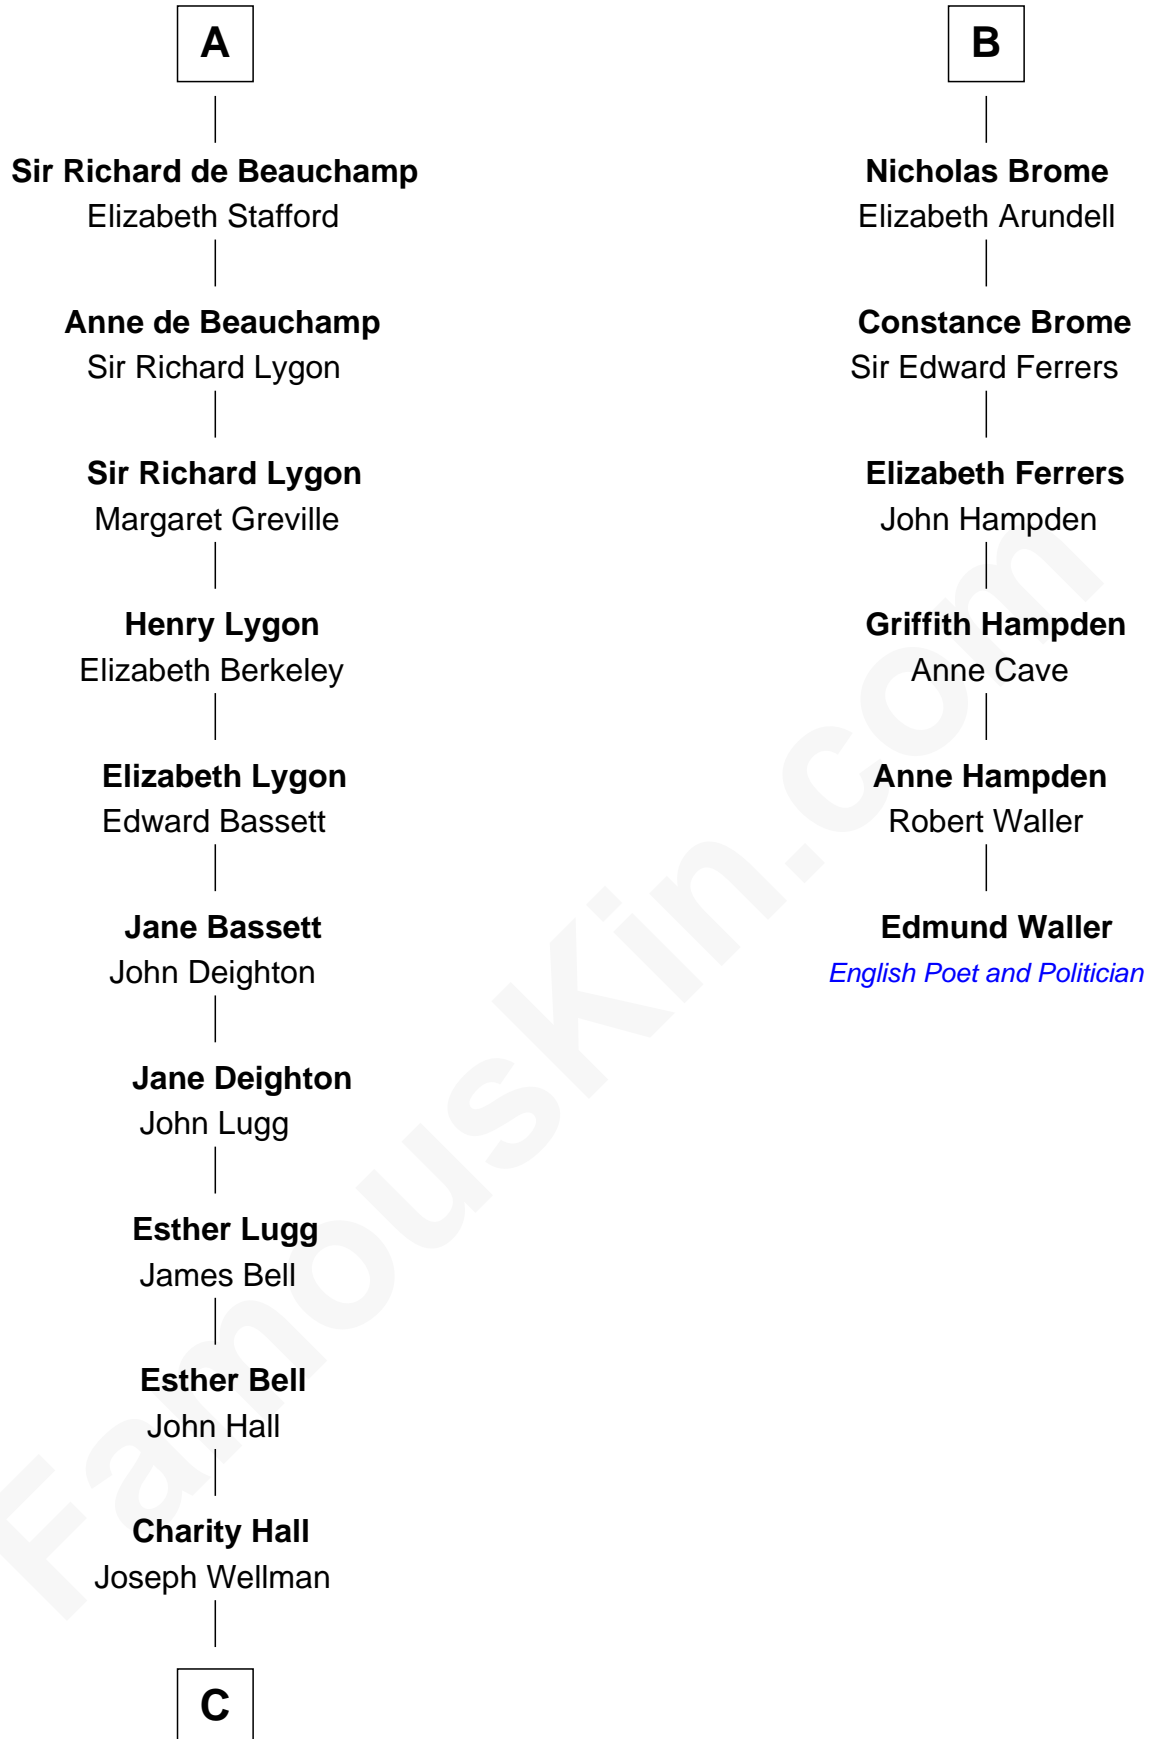 A
Sir Richard de Beauchamp
Elizabeth Stafford
Anne de Beauchamp
Sir Richard Lygon
Sir Richard Lygon
Margaret Greville
Henry Lygon
Elizabeth Berkeley
Elizabeth Lygon
Edward Bassett
Jane Bassett
John Deighton
Jane Deighton
John Lugg
Esther Lugg
James Bell
Esther Bell
John Hall
Charity Hall
Joseph Wellman
C
B
Nicholas Brome
Elizabeth Arundell
Constance Brome
Sir Edward Ferrers
Elizabeth Ferrers
John Hampden
Griffith Hampden
Anne Cave
Anne Hampden
Robert Waller
Edmund Waller
English Poet and Politician
FamousKin.com